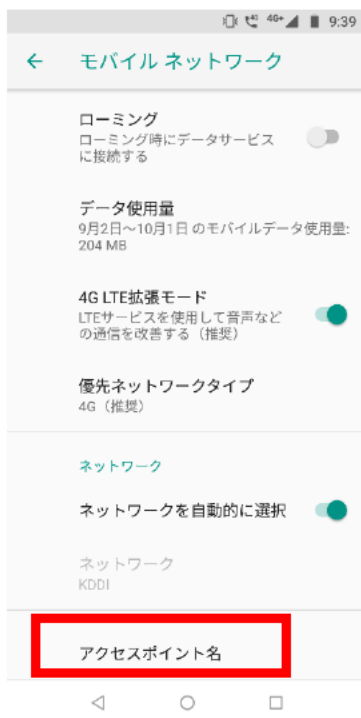 4G+ 9:39
モバイル ネットワーク
ローミング
ローミング時にデータサービス
に接続する
データ使用量
9月2日～10月1日 のモバイルデータ使用量:
204 MB
4G LTE拡張モード
LTEサービスを使用して音声など
の通信を改善する（推奨）
優先ネットワークタイプ
4G（推奨）
ネットワーク
ネットワークを自動的に選択
ネットワーク
KDDI
アクセスポイント名